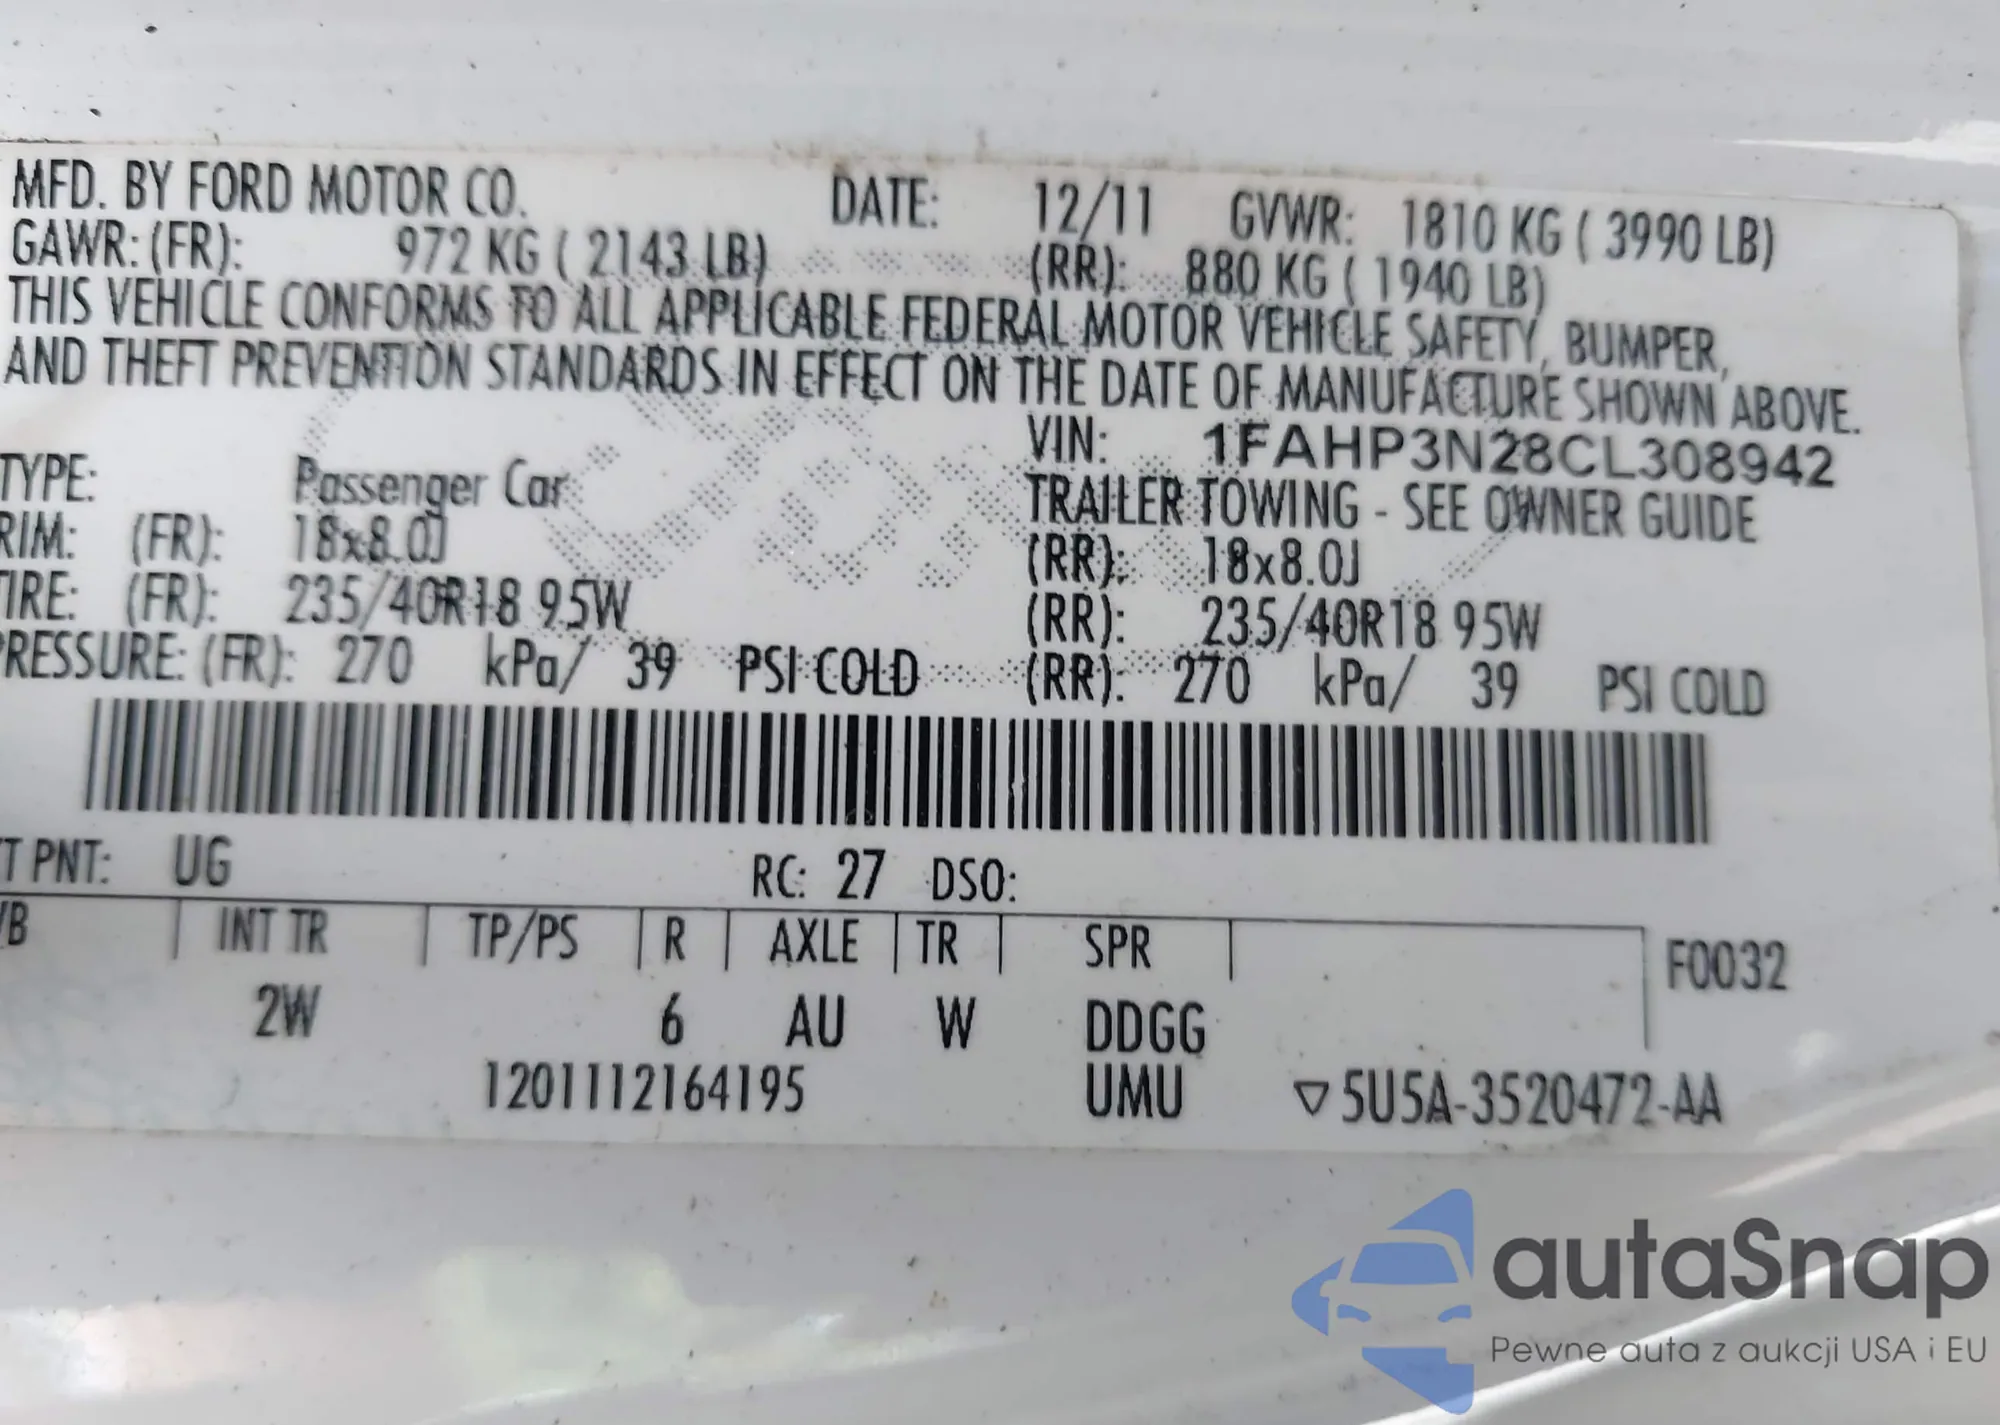 MFD. BY FORD MOTOR CO. DATE: 12/11 GVWR: 1810 KG ( 3990 LB)
GAWR: (FR): 972 KG ( 2143 LB) (RR): 880 KG ( 1940 LB)
THIS VEHICLE CONFORMS TO ALL APPLICABLE FEDERAL MOTOR VEHICLE SAFETY, BUMPER,
AND THEFT PREVENTION STANDARDS IN EFFECT ON THE DATE OF MANUFACTURE SHOWN ABOVE.
VIN: 1FAHP3N28CL308942
TYPE: Passenger Car TRAILER TOWING - SEE OWNER GUIDE
RIM: (FR): 18x8.0J (RR): 18x8.0J
TIRE: (FR): 235/40R18 95W (RR): 235/40R18 95W
PRESSURE: (FR): 270 kPa/ 39 PSI COLD (RR): 270 kPa/ 39 PSI COLD
T PNT: UG RC: 27 DSO:
/B INT TR TP/PS R AXLE TR SPR F0032
2W 6 AU W DDGG
1201112164195 UMU ▽5U5A-3520472-AA
autaSnap
Pewne auta z aukcji USA i EU